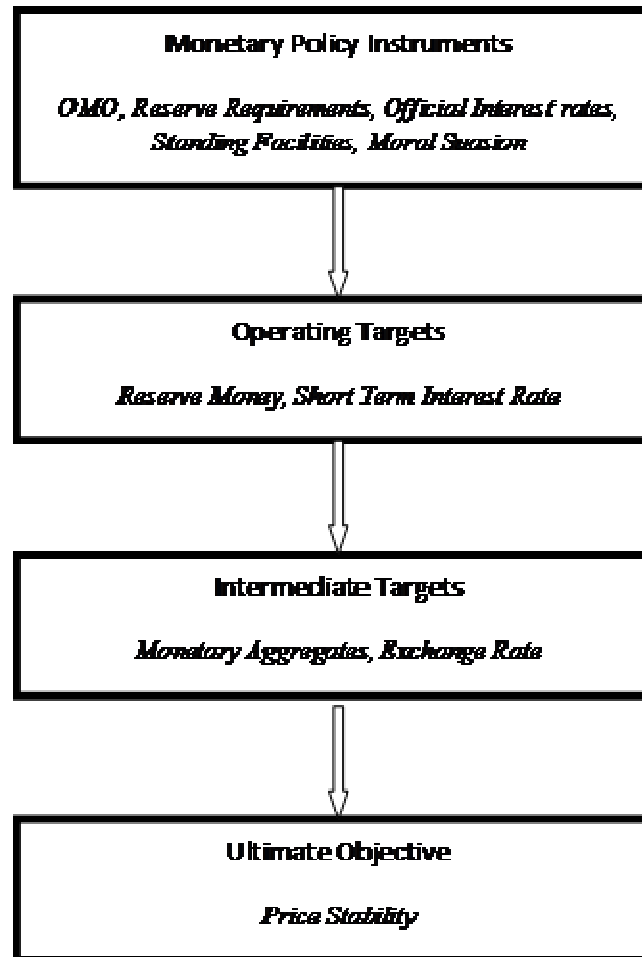 Monetary Policy Instruments
OMO, Reserve Requirements, Official Interest rates,
Standing Facilities, Moral Suasion
Operating Targets
Reserve Money, Short Term Interest Rate
Intermediate Targets
Monetary Aggregates, Exchange Rate
Ultimate Objective
Price Stability